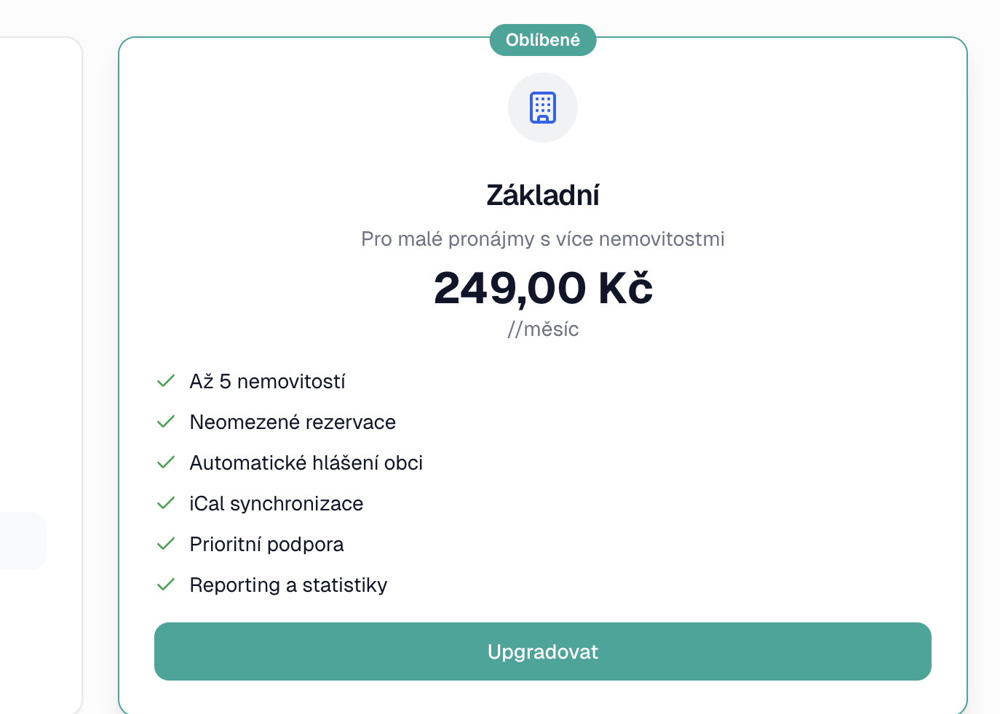 Oblíbené
Základní
Pro malé pronájmy s více nemovitostmi
249,00 Kč
//měsíc
Až 5 nemovitostí
Neomezené rezervace
Automatické hlášení obci
iCal synchronizace
Prioritní podpora
Reporting a statistiky
Upgradovat